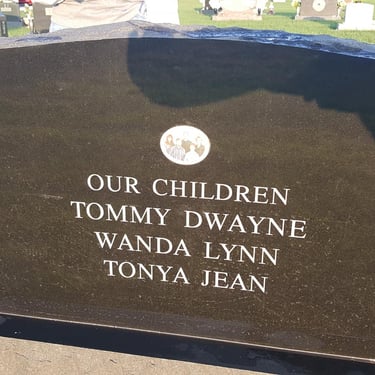 OUR CHILDREN
TOMMY DWAYNE
WANDA LYNN
TONYA JEAN